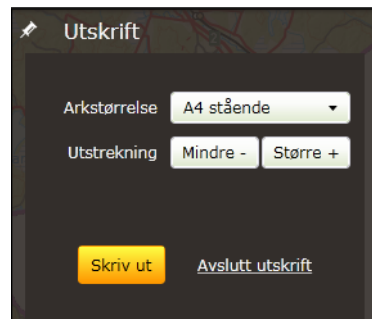 Utskrift
Arkstørrelse A4 stående
Utstrekning Mindre - Større +
Skriv ut Avslutt utskrift